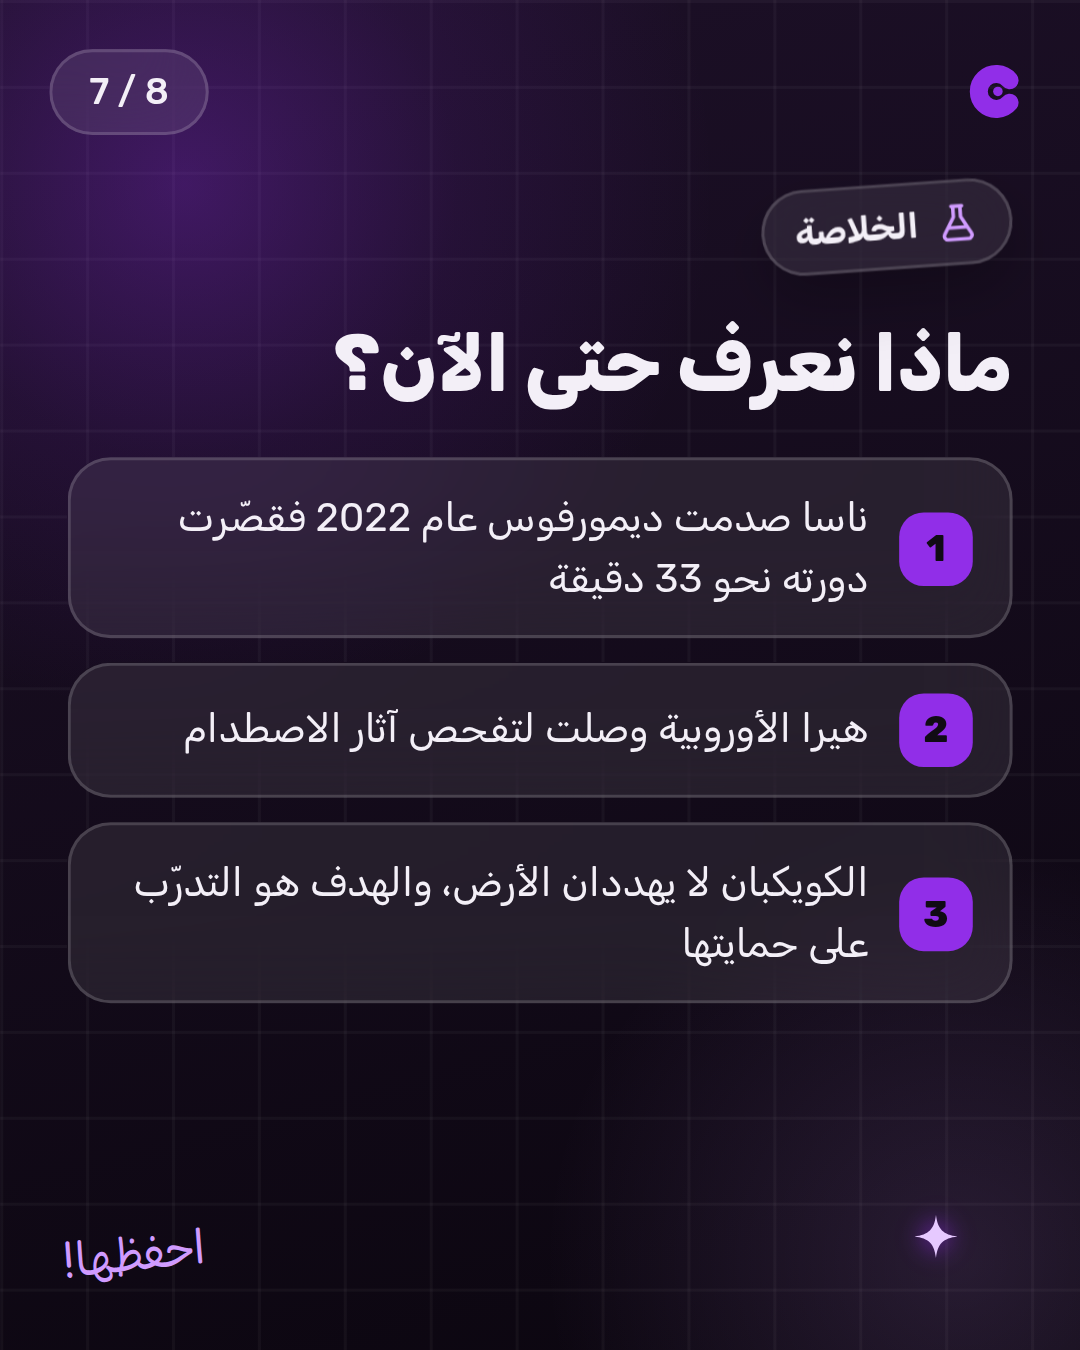 7 / 8
الخلاصة
ماذا نعرف حتى الآن؟
1
ناسا صدمت ديمورفوس عام 2022 فقصّرت
دورته نحو 33 دقيقة
2
هيرا الأوروبية وصلت لتفحص آثار الاصطدام
3
الكويكبان لا يهددان الأرض، والهدف هو التدرّب
على حمايتها
احفظها!